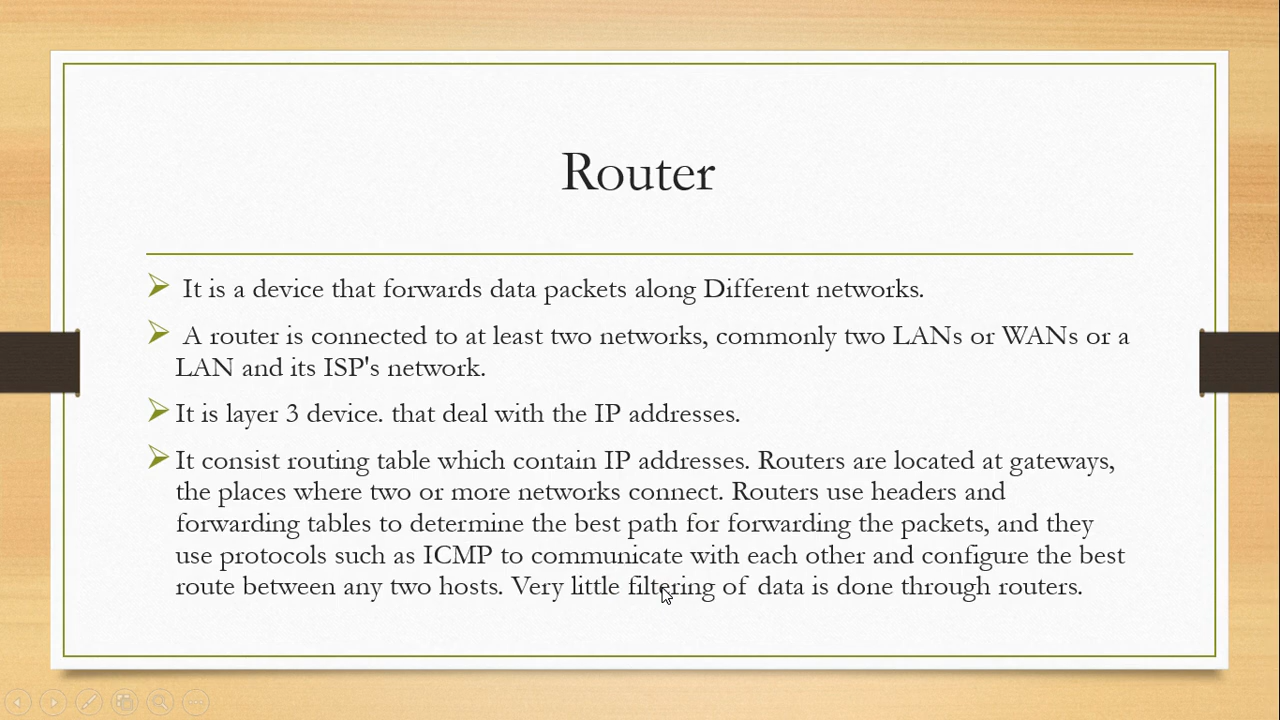 Router
It is a device that forwards data packets along Different networks.
A router is connected to at least two networks, commonly two LANs or WANs or a
LAN and its ISP's network.
It is layer 3 device. that deal with the IP addresses.
It consist routing table which contain IP addresses. Routers are located at gateways,
the places where two or more networks connect. Routers use headers and
forwarding tables to determine the best path for forwarding the packets, and they
use protocols such as ICMP to communicate with each other and configure the best
route between any two hosts. Very little filtering of data is done through routers.